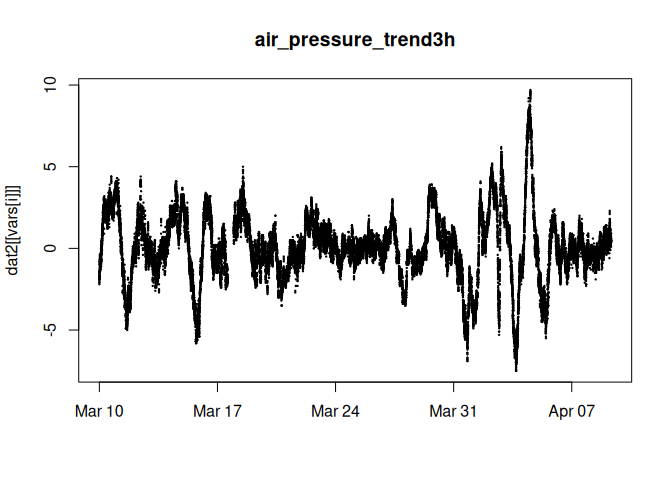 air_pressure_trend3h
dat2[[vars[i]]]
10
5
0
-5
Mar 10
Mar 17
Mar 24
Mar 31
Apr 07